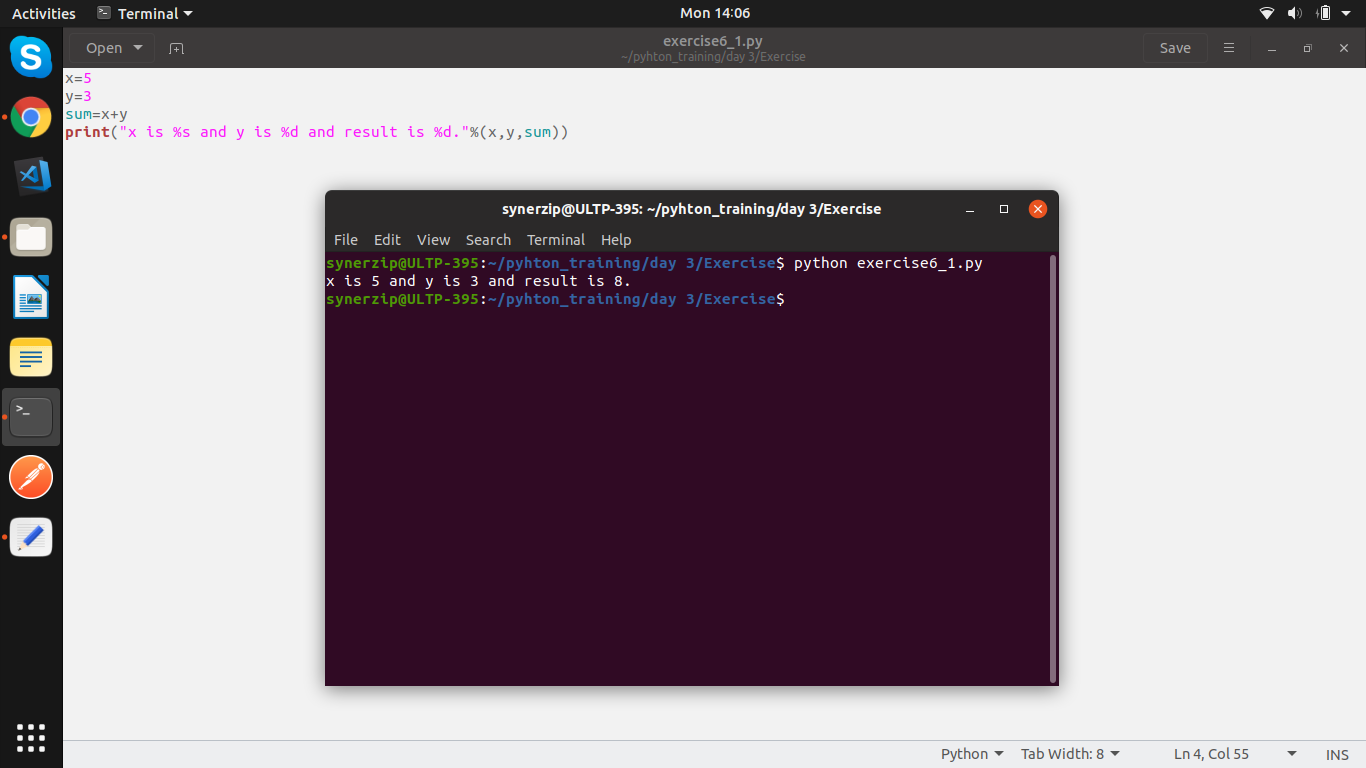 Activities Terminal Mon 14:06
Open exercise6_1.py Save
~/pyhton_training/day 3/Exercise
x=5
y=3
sum=x+y
print("x is %s and y is %d and result is %d."%(x,y,sum))
synerzip@ULTP-395: ~/pyhton_training/day 3/Exercise
File Edit View Search Terminal Help
synerzip@ULTP-395:~/pyhton_training/day 3/Exercise$ python exercise6_1.py
x is 5 and y is 3 and result is 8.
synerzip@ULTP-395:~/pyhton_training/day 3/Exercise$
Python Tab Width: 8 Ln 4, Col 55 INS